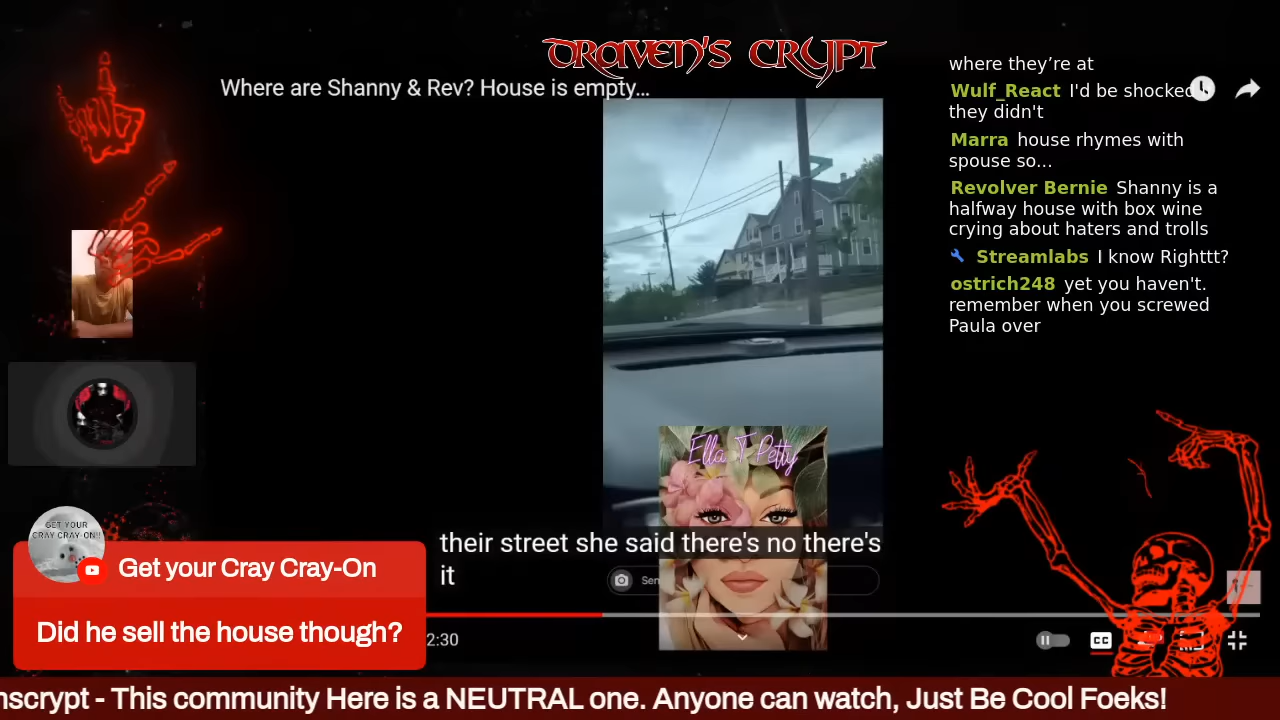 DRAVEN'S CRYPT
Where are Shanny & Rev? House is empty...
where they're at
Wulf_React I'd be shocked
they didn't
Marra house rhymes with
spouse so...
Revolver Bernie Shanny is a
halfway house with box wine
crying about haters and trolls
Streamlabs I know Righttt?
ostrich248 yet you haven't.
remember when you screwed
Paula over
Ella T Petty
their street she said there's no there's
it
Sen
GET YOUR
CRAY CRAY-ON!!
Get your Cray Cray-On
Did he sell the house though?
2:30
CC
nscrypt - This community Here is a NEUTRAL one. Anyone can watch, Just Be Cool Foeks!